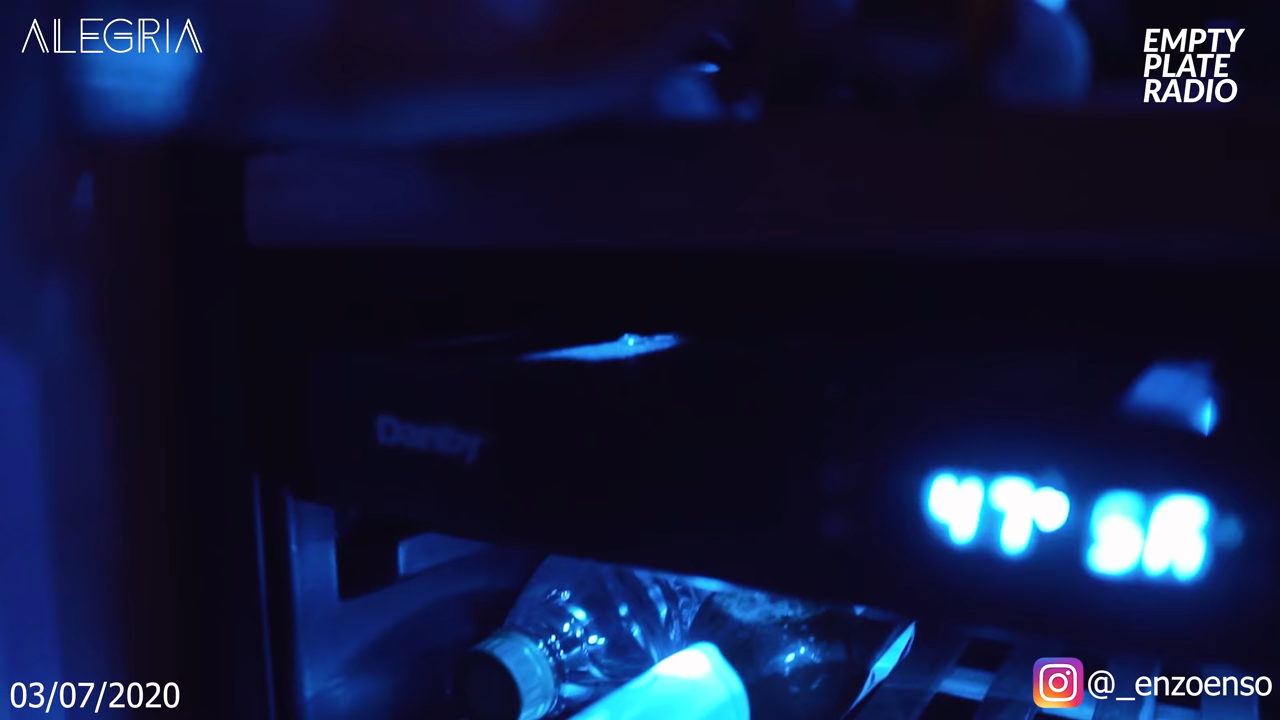 ALEGRIA
EMPTY
PLATE
RADIO
Danby
03/07/2020
@_enzoenso